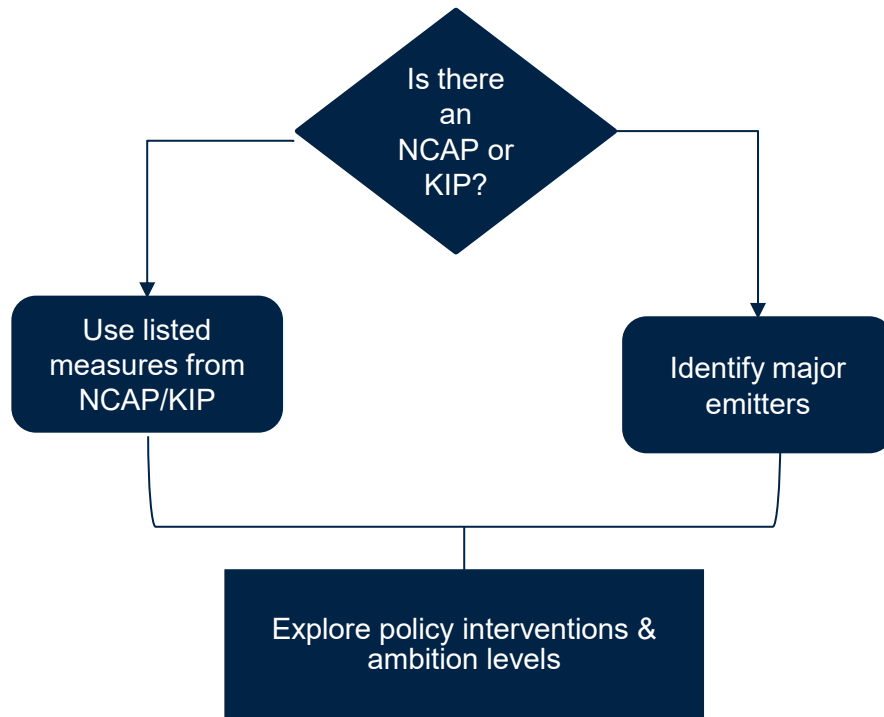 Is there
an
NCAP or
KIP?
Use listed
measures from
NCAP/KIP
Identify major
emitters
Explore policy interventions &
ambition levels